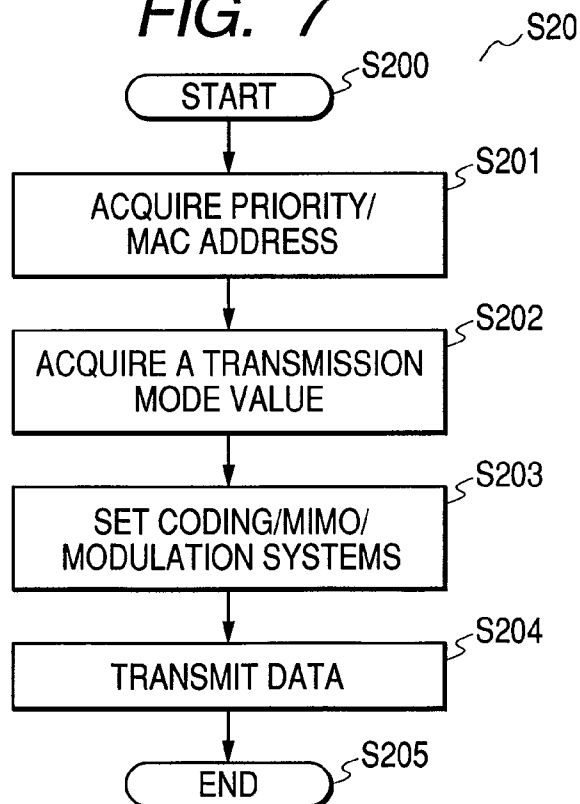 FIG. 7
S20
START
S200
ACQUIRE PRIORITY/
MAC ADDRESS
S201
ACQUIRE A TRANSMISSION
MODE VALUE
S202
SET CODING/MIMO/
MODULATION SYSTEMS
S203
TRANSMIT DATA
S204
END
S205